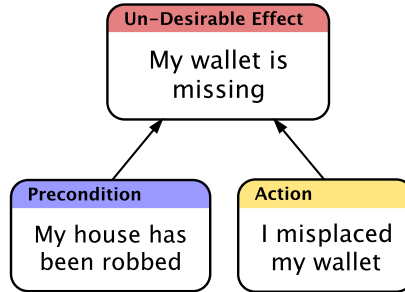 Un-Desirable Effect
My wallet is
missing
Precondition
My house has
been robbed
Action
I misplaced
my wallet